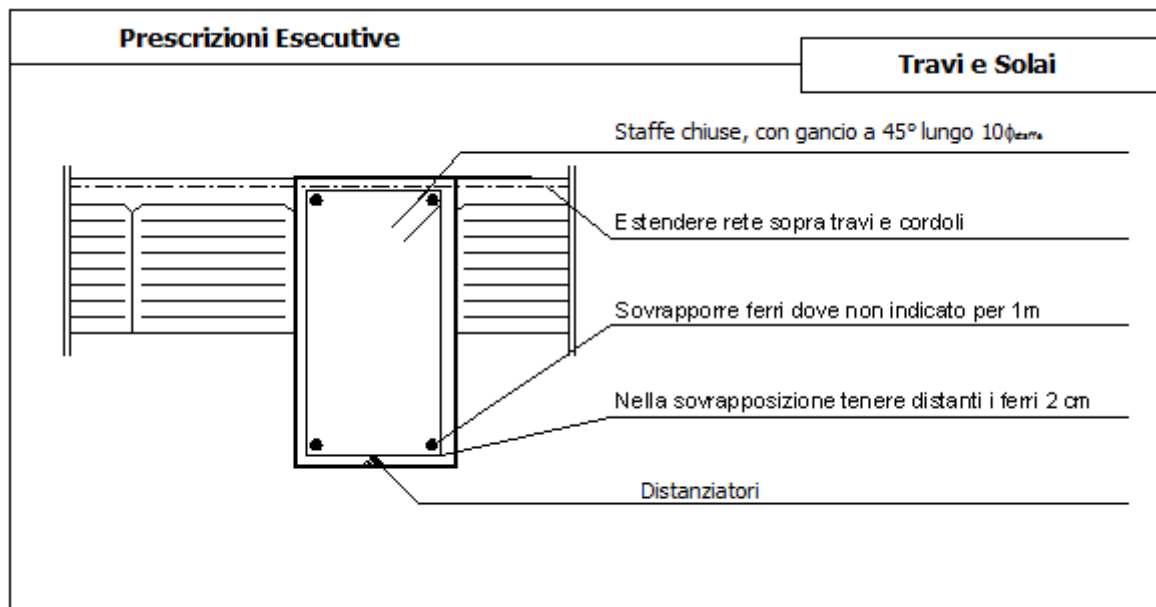 Prescrizioni Esecutive
Travi e Solai
Staffe chiuse, con gancio a 45° lungo 10ϕstaffa
Estendere rete sopra travi e cordoli
Sovrapporre ferri dove non indicato per 1m
Nella sovrapposizione tenere distanti i ferri 2 cm
Distanziatori